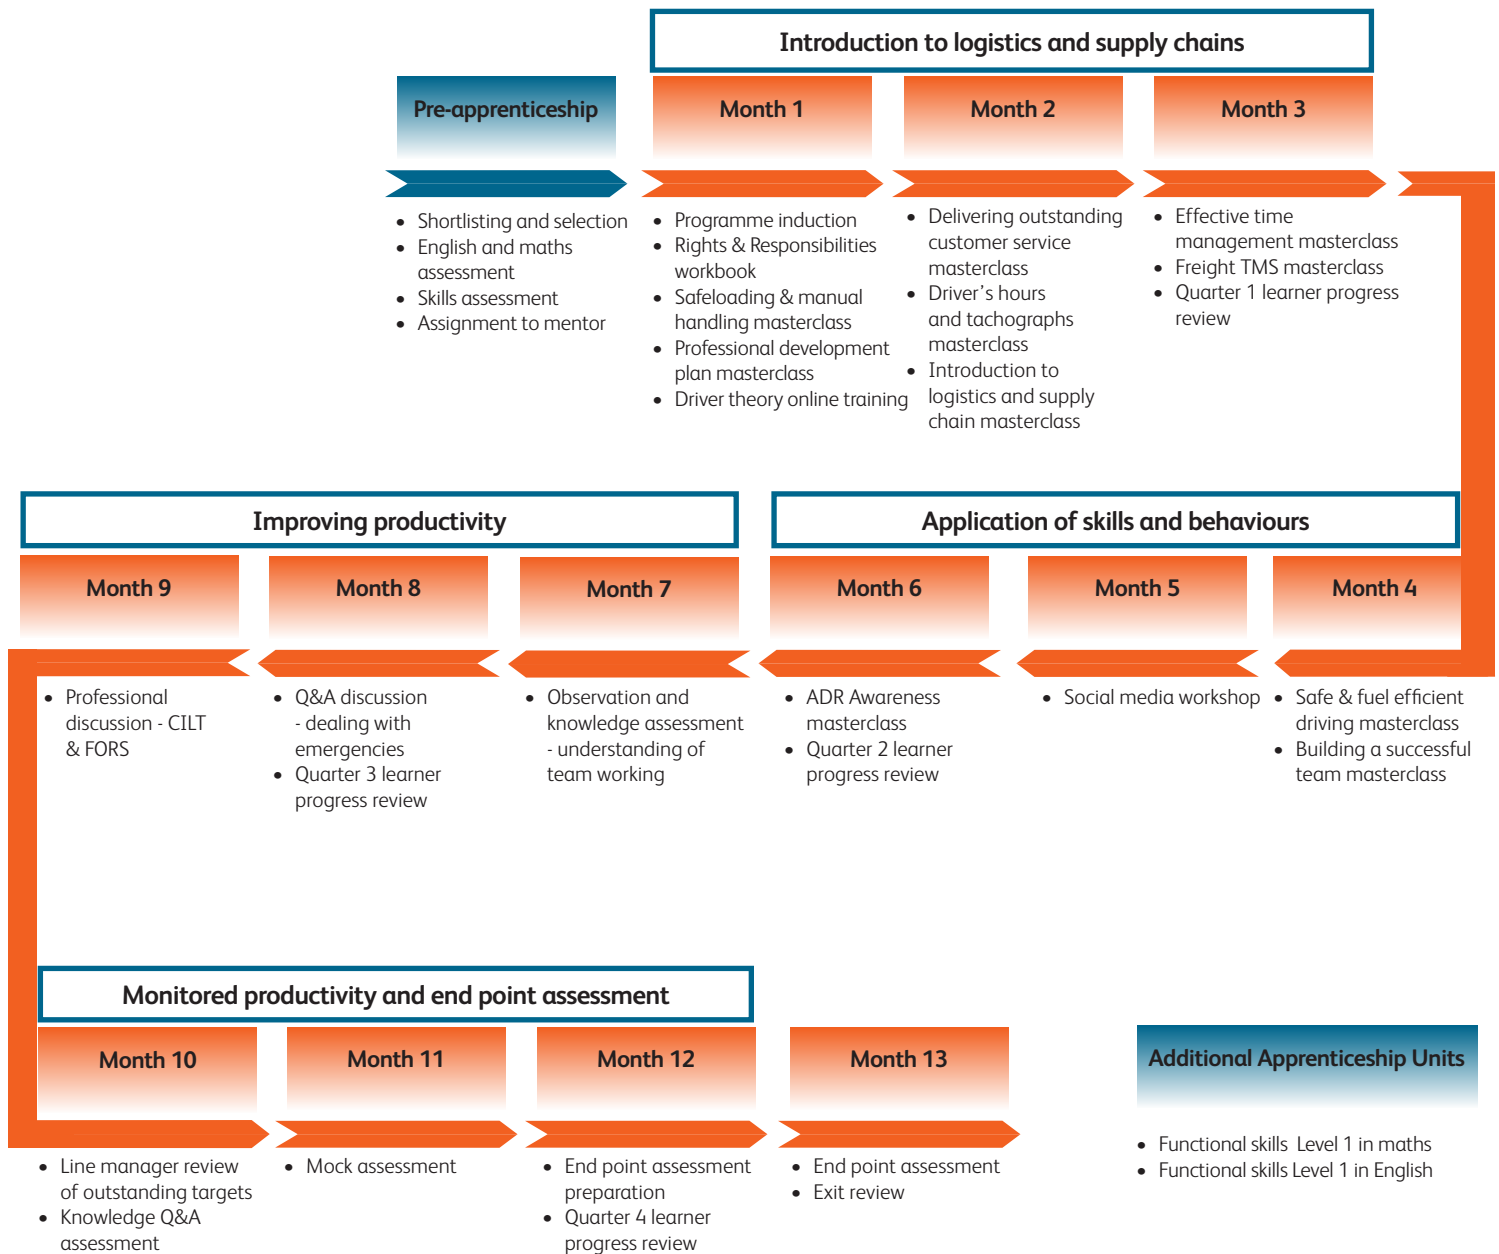 Introduction to logistics and supply chains
Pre-apprenticeship
• Shortlisting and selection
• English and maths
assessment
• Skills assessment
• Assignment to mentor
Month 1
• Programme induction
• Rights & Responsibilities
workbook
• Safeloading & manual
handling masterclass
• Professional development
plan masterclass
• Driver theory online training
Month 2
• Delivering outstanding
customer service
masterclass
• Driver's hours
and tachographs
masterclass
• Introduction to
logistics and supply
chain masterclass
Month 3
• Effective time
management masterclass
• Freight TMS masterclass
• Quarter 1 learner progress
review
Application of skills and behaviours
Month 4
• Safe & fuel efficient
driving masterclass
• Building a successful
team masterclass
Month 5
• Social media workshop
Month 6
• ADR Awareness
masterclass
• Quarter 2 learner
progress review
Improving productivity
Month 7
• Observation and
knowledge assessment
- understanding of
team working
Month 8
• Q&A discussion
- dealing with
emergencies
• Quarter 3 learner
progress review
Month 9
• Professional
discussion - CILT
& FORS
Monitored productivity and end point assessment
Month 10
• Line manager review
of outstanding targets
• Knowledge Q&A
assessment
Month 11
• Mock assessment
Month 12
• End point assessment
preparation
• Quarter 4 learner
progress review
Month 13
• End point assessment
• Exit review
Additional Apprenticeship Units
• Functional skills Level 1 in maths
• Functional skills Level 1 in English